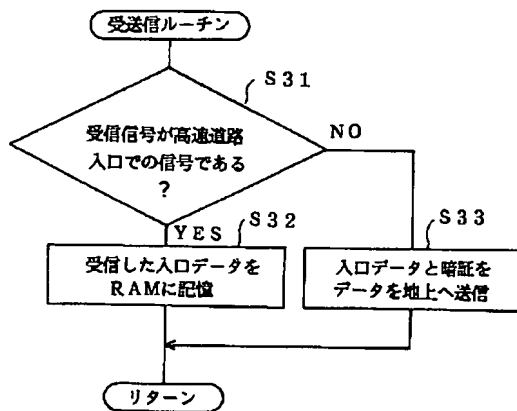 受送信ルーチン
S31
受信信号が高速道路
入口での信号である
?
NO
YES
S32
S33
受信した入口データを
RAMに記憶
入口データと暗証を
データを地上へ送信
リターン